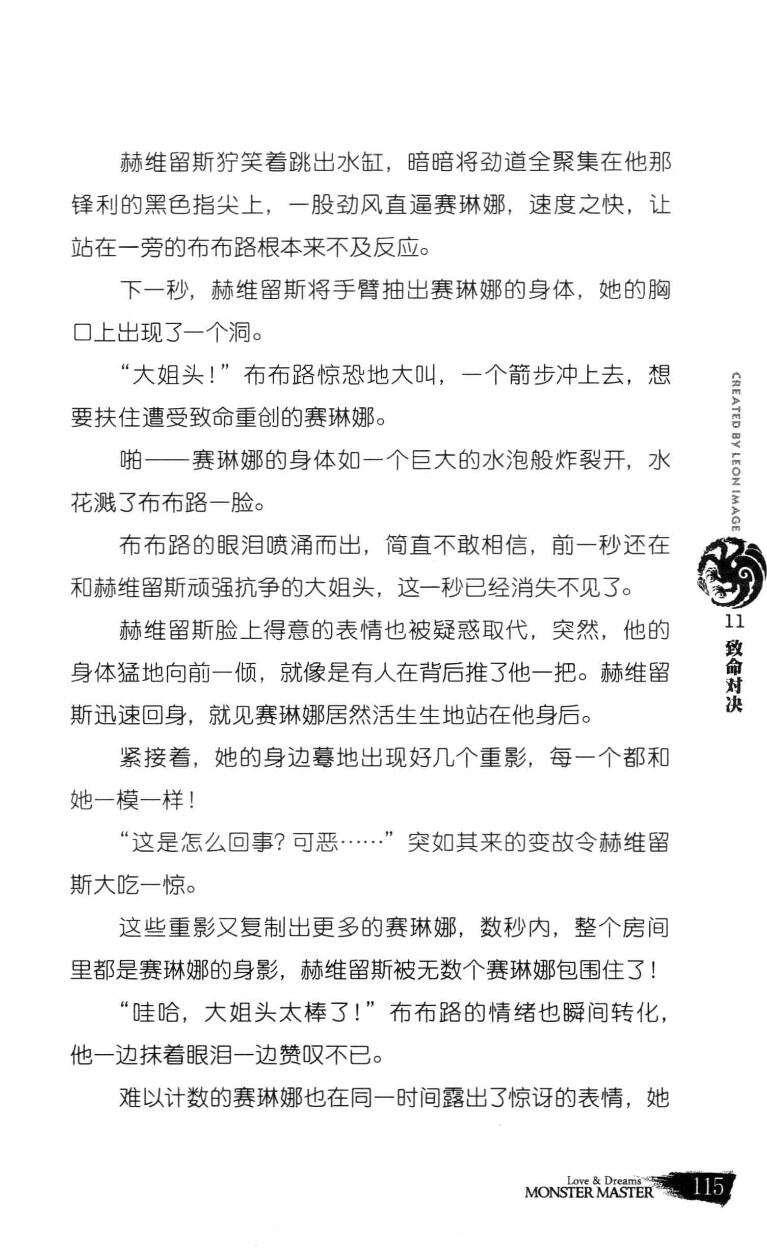 赫维留斯狞笑着跳出水缸，暗暗将劲道全聚集在他那
锋利的黑色指尖上，一股劲风直逼赛琳娜，速度之快，让
站在一旁的布布路根本来不及反应。
下一秒，赫维留斯将手臂抽出赛琳娜的身体，她的胸
口上出现了一个洞。
“大姐头！”布布路惊恐地大叫，一个箭步冲上去，想
要扶住遭受致命重创的赛琳娜。
啪——赛琳娜的身体如一个巨大的水泡般炸裂开，水
花溅了布布路一脸。
布布路的眼泪喷涌而出，简直不敢相信，前一秒还在
和赫维留斯顽强抗争的大姐头，这一秒已经消失不见了。
赫维留斯脸上得意的表情也被疑惑取代，突然，他的
身体猛地向前一倾，就像是有人在背后推了他一把。赫维留
斯迅速回身，就见赛琳娜居然活生生地站在他身后。
紧接着，她的身边蓦地出现好几个重影，每一个都和
她一模一样！
“这是怎么回事？可恶……”突如其来的变故令赫维留
斯大吃一惊。
这些重影又复制出更多的赛琳娜，数秒内，整个房间
里都是赛琳娜的身影，赫维留斯被无数个赛琳娜包围住了！
“哇哈，大姐头太棒了！”布布路的情绪也瞬间转化，
他一边抹着眼泪一边赞叹不已。
难以计数的赛琳娜也在同一时间露出了惊讶的表情，她
CREATED BY LEON IMAGE
11
致命对决
Love & Dreams
MONSTER MASTER
115